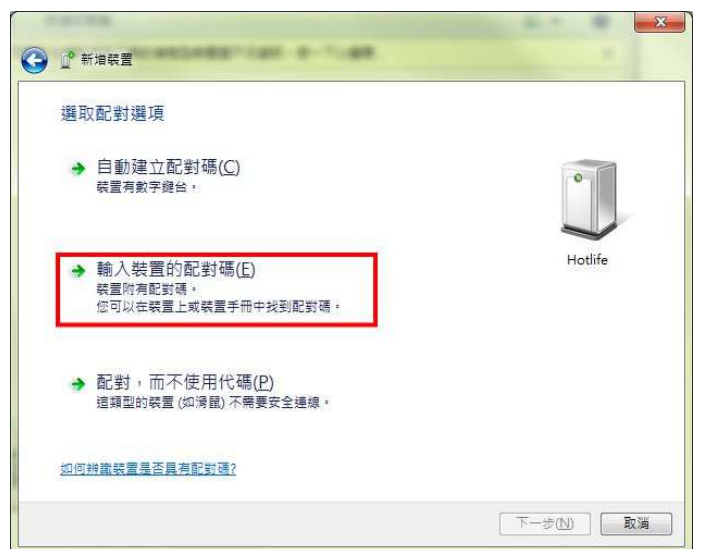 新增裝置
選取配對選項
自動建立配對碼(C)
裝置有數字鍵台。
輸入裝置的配對碼(E)
裝置附有配對碼。
您可以在裝置上或裝置手冊中找到配對碼。
Hotlife
配對，而不使用代碼(P)
這類型的裝置 (如滑鼠) 不需要安全連線。
如何辨識裝置是否具有配對碼?
下一步(N)
取消